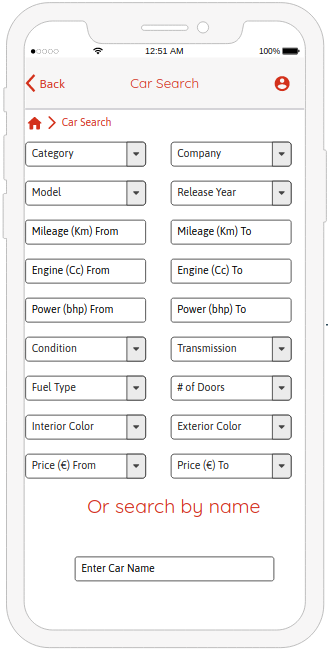 12:51 AM 100%
Back Car Search
Car Search
Category Company
Model Release Year
Mileage (Km) From Mileage (Km) To
Engine (Cc) From Engine (Cc) To
Power (bhp) From Power (bhp) To
Condition Transmission
Fuel Type # of Doors
Interior Color Exterior Color
Price (€) From Price (€) To
Or search by name
Enter Car Name